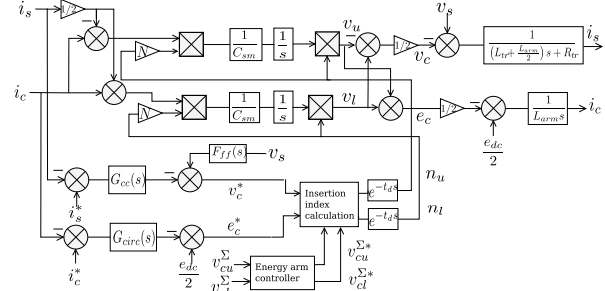 i_s
1/2
−
N
1/C_sm
1/s
v_u
1/2
−
v_c
v_s
−
1/((L_tr + L_arm/2)s + R_tr)
i_s
i_c
N
1/C_sm
1/s
v_l
e_c
1/2
−
e_dc/2
1/(L_arm s)
i_c
−
i_s^*
G_cc(s)
−
F_ff(s)
v_s
v_c^*
Insertion
index
calculation
e^{-t_d s}
n_u
−
i_c^*
G_circ(s)
−
e_dc/2
e_c^*
e^{-t_d s}
n_l
v_cu^Σ
v_cl^Σ
Energy arm
controller
v_cu^{Σ*}
v_cl^{Σ*}